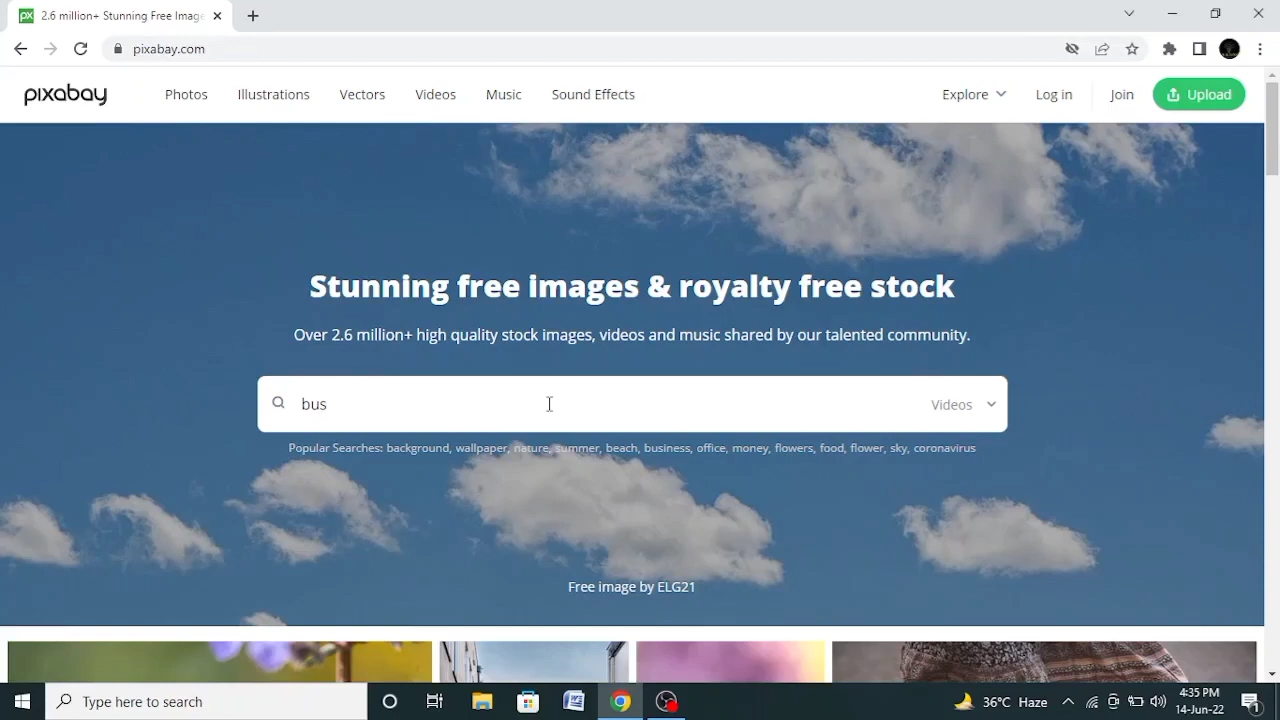 2.6 million+ Stunning Free Image
pixabay.com
pixabay
Photos
Illustrations
Vectors
Videos
Music
Sound Effects
Explore
Log in
Join
Upload
Stunning free images & royalty free stock
Over 2.6 million+ high quality stock images, videos and music shared by our talented community.
bus
Videos
Popular Searches: background, wallpaper, nature, summer, beach, business, office, money, flowers, food, flower, sky, coronavirus
Free image by ELG21
Type here to search
36°C Haze
4:35 PM
14-Jun-22
1